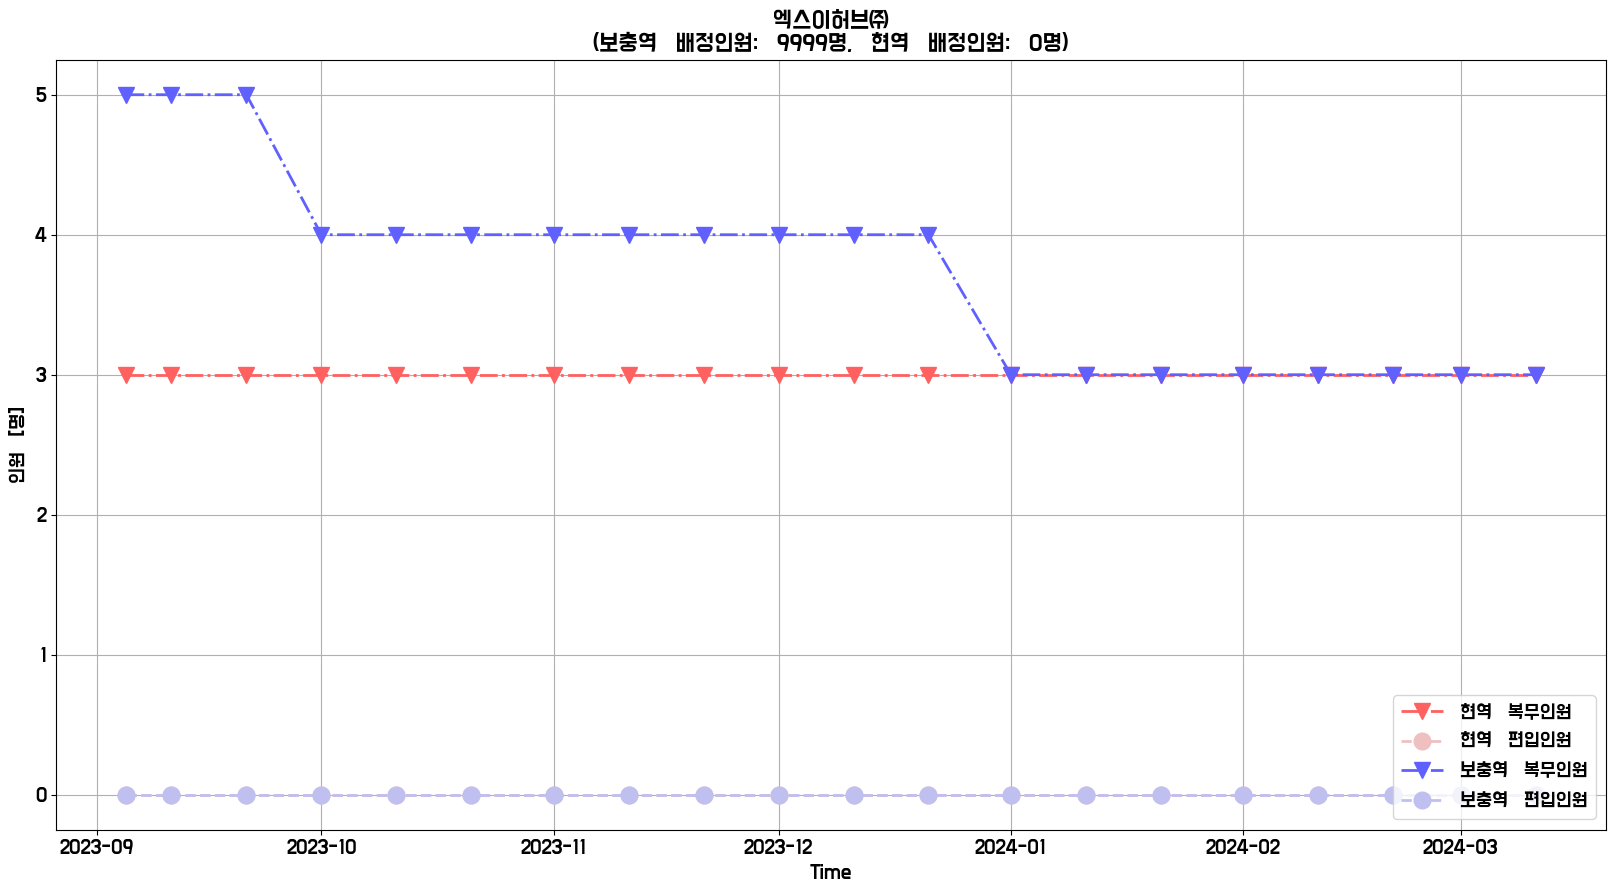 엑스이허브㈜
(보충역 배정인원: 9999명, 현역 배정인원: 0명)
5
4
3
2
1
0
인원 [명]
2023-09 2023-10 2023-11 2023-12 2024-01 2024-02 2024-03
Time
현역 복무인원
현역 편입인원
보충역 복무인원
보충역 편입인원